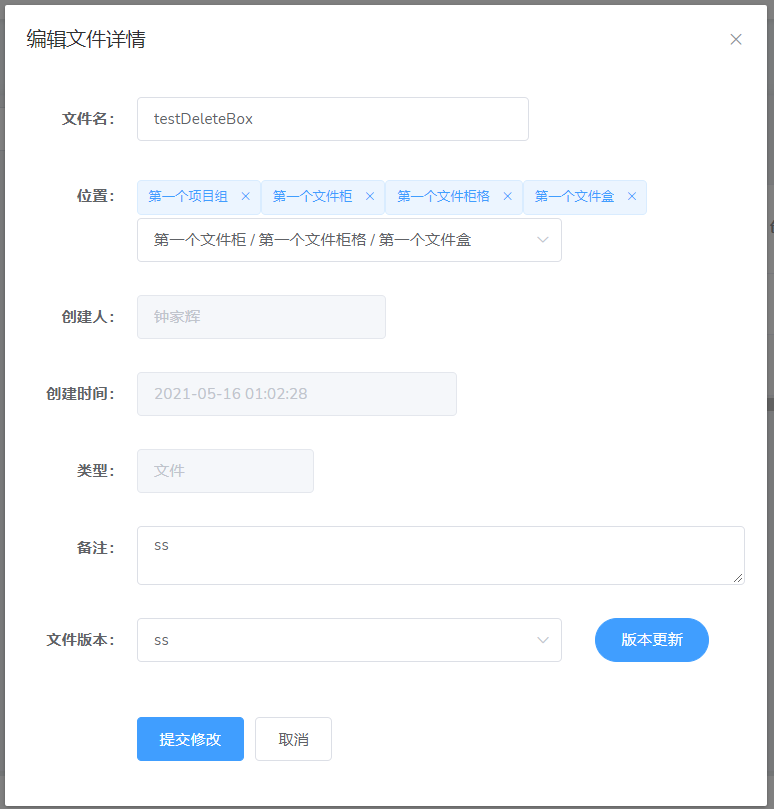 编辑文件详情
文件名： testDeleteBox
位置： 第一个项目组 第一个文件柜 第一个文件柜格 第一个文件盒
第一个文件柜 / 第一个文件柜格 / 第一个文件盒
创建人： 钟家辉
创建时间： 2021-05-16 01:02:28
类型： 文件
备注： ss
文件版本： ss 版本更新
提交修改 取消